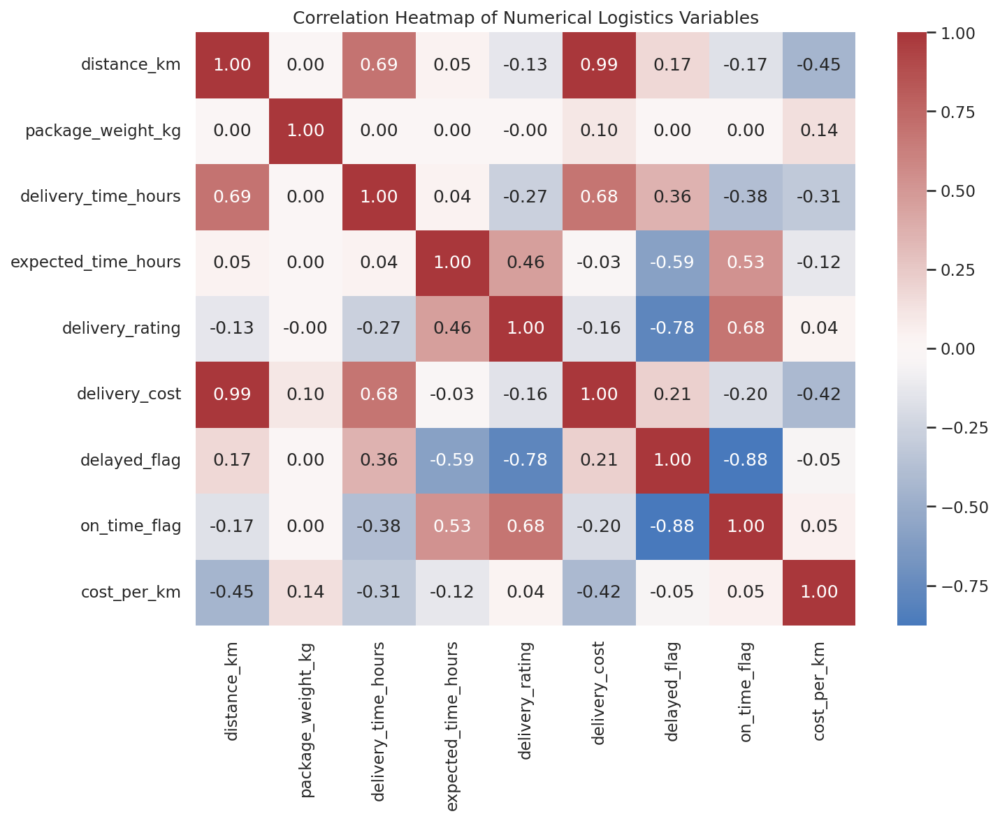 Correlation Heatmap of Numerical Logistics Variables
distance_km 1.00 0.00 0.69 0.05 -0.13 0.99 0.17 -0.17 -0.45
package_weight_kg 0.00 1.00 0.00 0.00 -0.00 0.10 0.00 0.00 0.14
delivery_time_hours 0.69 0.00 1.00 0.04 -0.27 0.68 0.36 -0.38 -0.31
expected_time_hours 0.05 0.00 0.04 1.00 0.46 -0.03 -0.59 0.53 -0.12
delivery_rating -0.13 -0.00 -0.27 0.46 1.00 -0.16 -0.78 0.68 0.04
delivery_cost 0.99 0.10 0.68 -0.03 -0.16 1.00 0.21 -0.20 -0.42
delayed_flag 0.17 0.00 0.36 -0.59 -0.78 0.21 1.00 -0.88 -0.05
on_time_flag -0.17 0.00 -0.38 0.53 0.68 -0.20 -0.88 1.00 0.05
cost_per_km -0.45 0.14 -0.31 -0.12 0.04 -0.42 -0.05 0.05 1.00
distance_km
package_weight_kg
delivery_time_hours
expected_time_hours
delivery_rating
delivery_cost
delayed_flag
on_time_flag
cost_per_km
1.00
0.75
0.50
0.25
0.00
−0.25
−0.50
−0.75